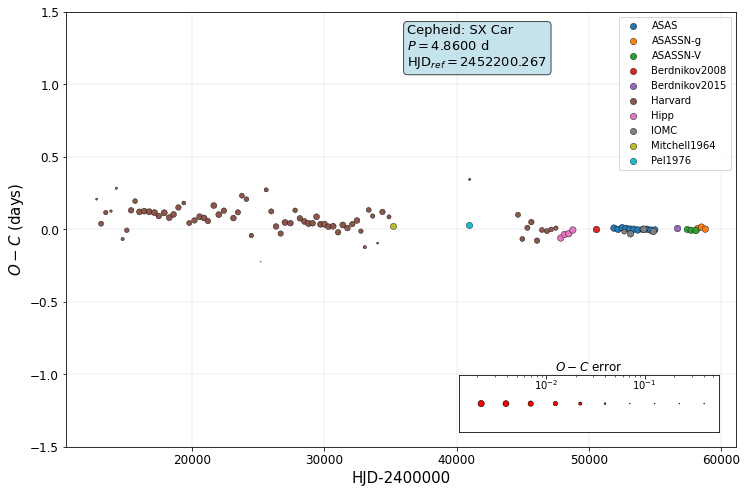 Cepheid: SX Car
P = 4.8600 d
HJD_ref = 2452200.267
ASAS
ASASSN-g
ASASSN-V
Berdnikov2008
Berdnikov2015
Harvard
Hipp
IOMC
Mitchell1964
Pel1976
1.5
1.0
0.5
0.0
−0.5
−1.0
−1.5
O − C (days)
O − C error
10^−2 10^−1
20000 30000 40000 50000 60000
HJD-2400000